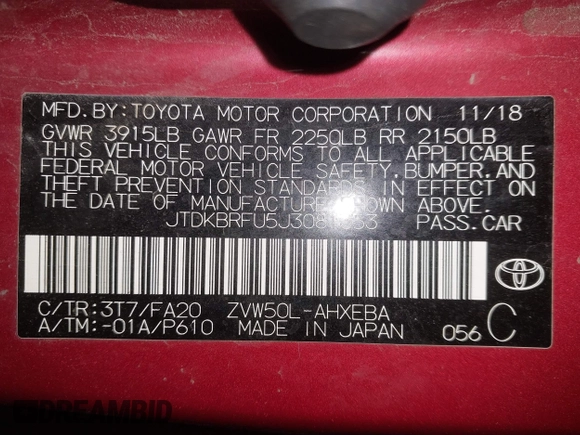 MFD. BY: TOYOTA MOTOR CORPORATION 11/18
GVWR 3915LB GAWR FR 2250LB RR 2150LB
THIS VEHICLE CONFORMS TO ALL APPLICABLE
FEDERAL MOTOR VEHICLE SAFETY, BUMPER, AND
THEFT PREVENTION STANDARDS IN EFFECT ON
THE DATE OF MANUFACTURE SHOWN ABOVE.
PASS. CAR
C/TR: 3T7/FA20 ZVW50L-AHXEBA
A/TM: -01A/P610 MADE IN JAPAN 056 C
DREAMBID